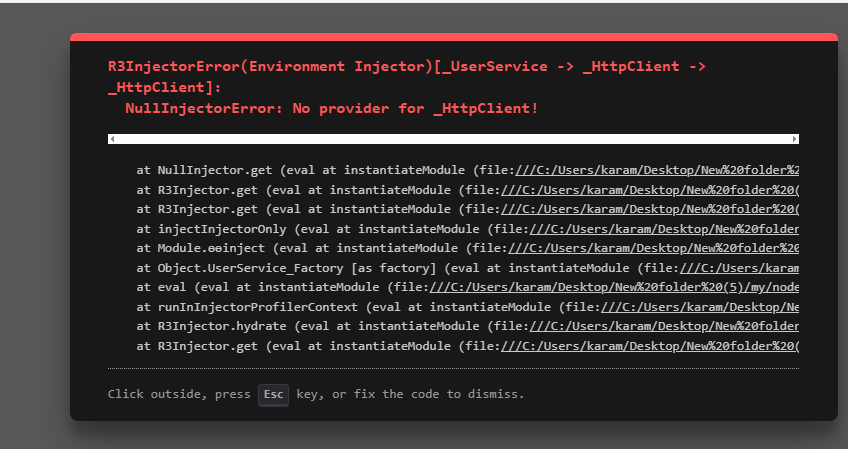 R3InjectorError(Environment Injector)[_UserService -> _HttpClient ->
_HttpClient]:
NullInjectorError: No provider for _HttpClient!
at NullInjector.get (eval at instantiateModule (file:///C:/Users/karam/Desktop/New%20folder%2
at R3Injector.get (eval at instantiateModule (file:///C:/Users/karam/Desktop/New%20folder%20(
at R3Injector.get (eval at instantiateModule (file:///C:/Users/karam/Desktop/New%20folder%20(
at injectInjectorOnly (eval at instantiateModule (file:///C:/Users/karam/Desktop/New%20folder
at Module.ɵɵinject (eval at instantiateModule (file:///C:/Users/karam/Desktop/New%20folder%20
at Object.UserService_Factory [as factory] (eval at instantiateModule (file:///C:/Users/karam
at eval (eval at instantiateModule (file:///C:/Users/karam/Desktop/New%20folder%20(5)/my/node
at runInInjectorProfilerContext (eval at instantiateModule (file:///C:/Users/karam/Desktop/Ne
at R3Injector.hydrate (eval at instantiateModule (file:///C:/Users/karam/Desktop/New%20folder
at R3Injector.get (eval at instantiateModule (file:///C:/Users/karam/Desktop/New%20folder%20(
Click outside, press Esc key, or fix the code to dismiss.